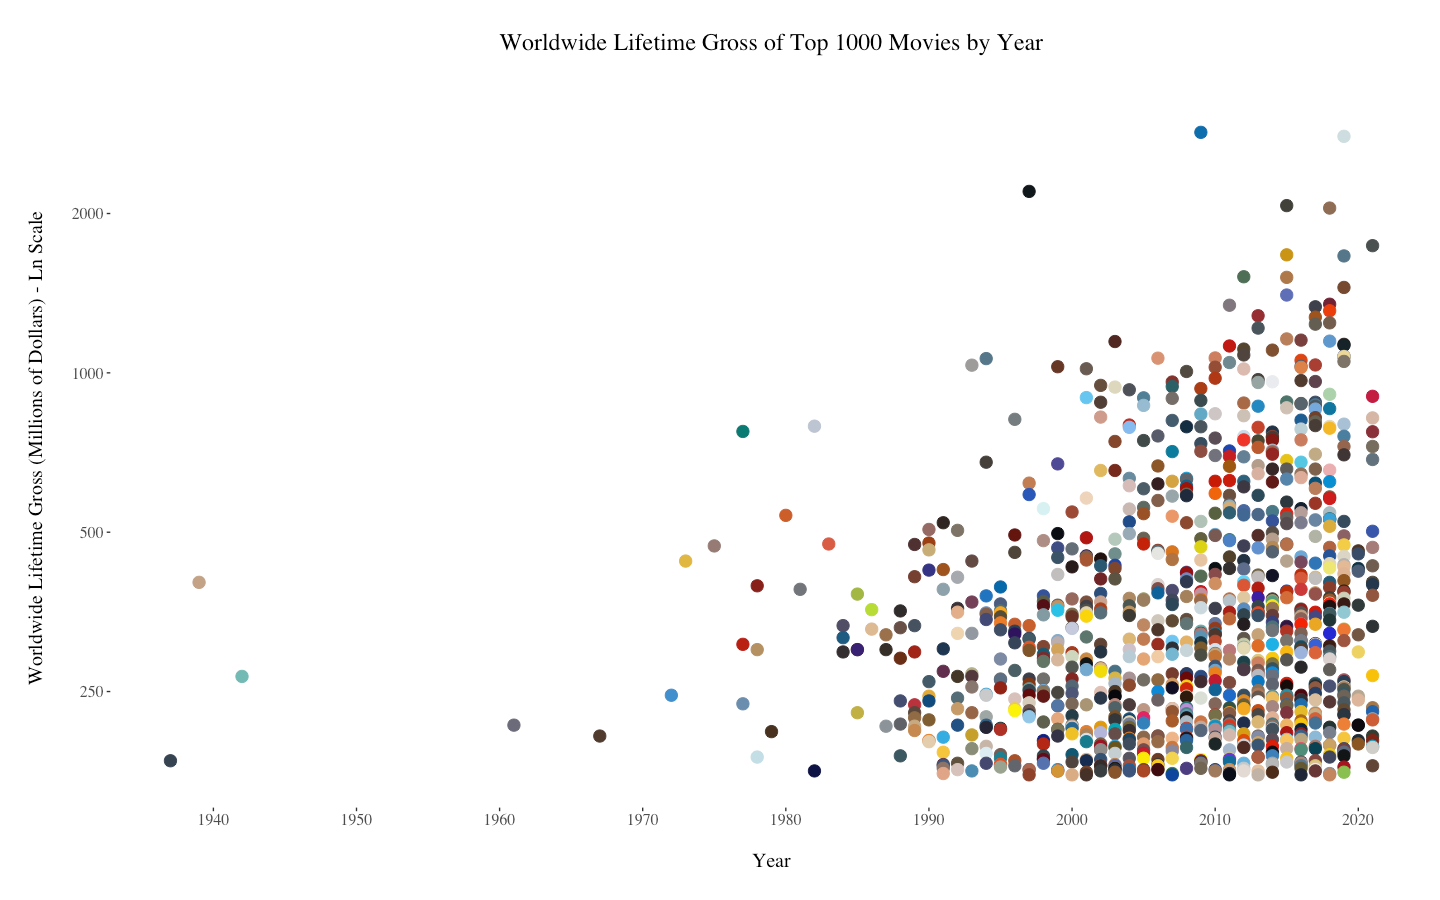 Worldwide Lifetime Gross of Top 1000 Movies by Year
Worldwide Lifetime Gross (Millions of Dollars) - Ln Scale
2000
1000
500
250
1940 1950 1960 1970 1980 1990 2000 2010 2020
Year